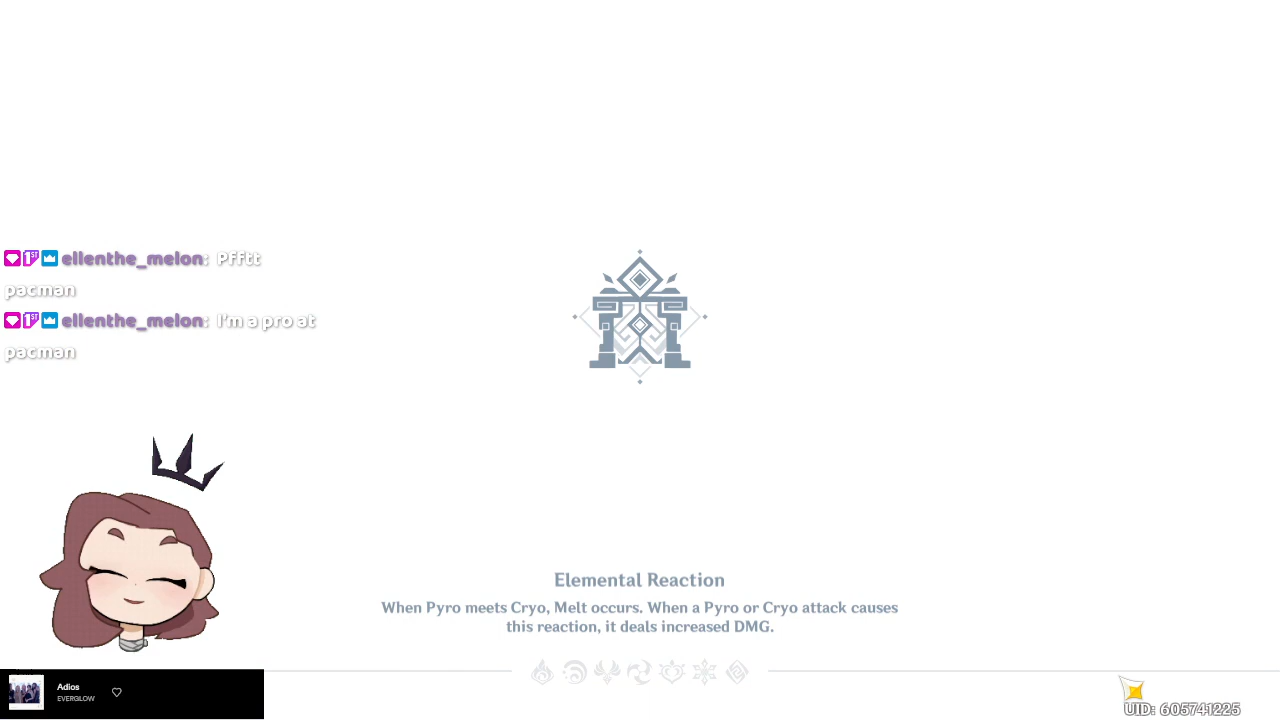 ellenthe_melon: Pfftt
pacman
ellenthe_melon: I'm a pro at
pacman
Elemental Reaction
When Pyro meets Cryo, Melt occurs. When a Pyro or Cryo attack causes
this reaction, it deals increased DMG.
Adios
EVERGLOW
UID: 605741225